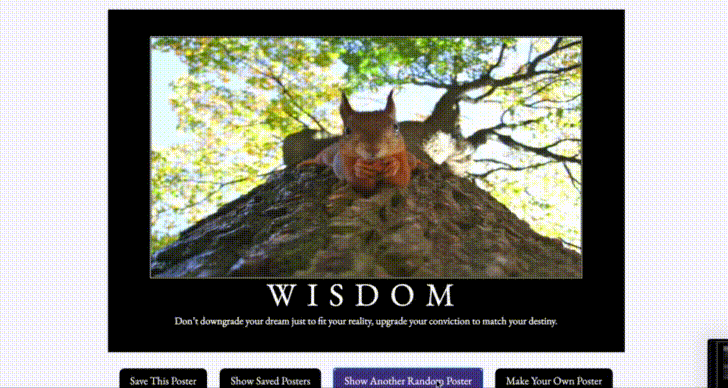 WISDOM
Don't downgrade your dream just to fit your reality, upgrade your conviction to match your destiny.
Save This Poster
Show Saved Posters
Show Another Random Poster
Make Your Own Poster